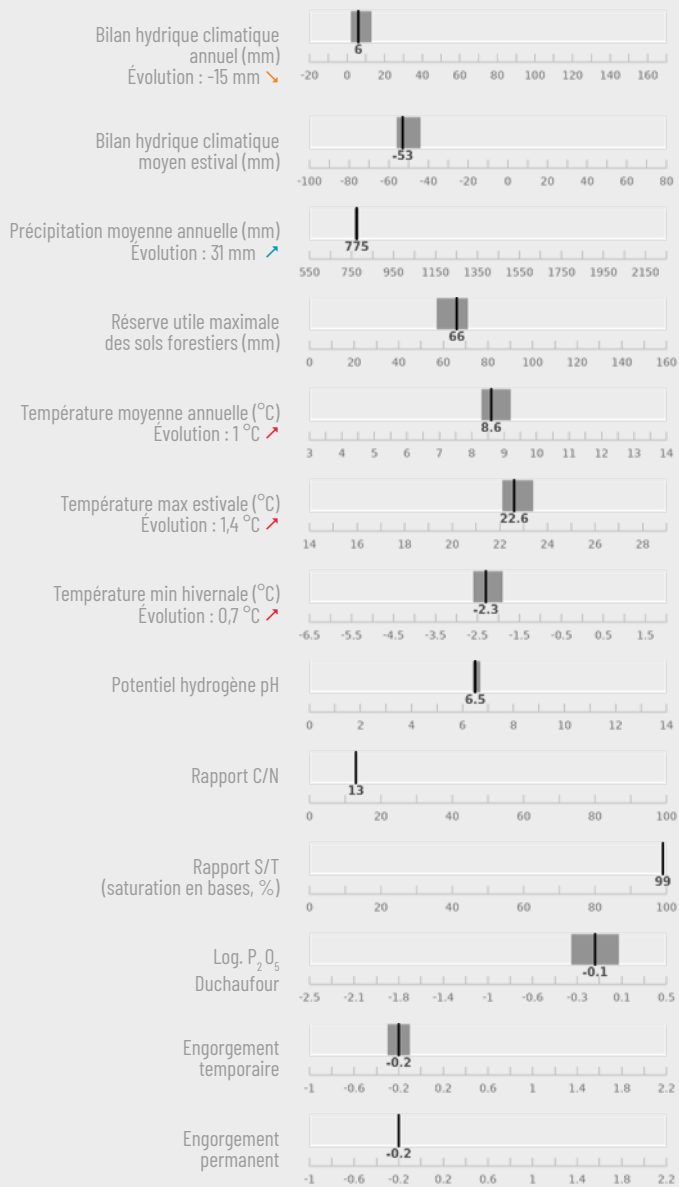 Bilan hydrique climatique
annuel (mm)
Évolution : -15 mm ↘
6
-20 0 20 40 60 80 100 120 140 160
Bilan hydrique climatique
moyen estival (mm)
-53
-100 -80 -60 -40 -20 0 20 40 60 80
Précipitation moyenne annuelle (mm)
Évolution : 31 mm ↗
775
550 750 950 1150 1350 1550 1750 1950 2150
Réserve utile maximale
des sols forestiers (mm)
66
0 20 40 60 80 100 120 140 160
Température moyenne annuelle (°C)
Évolution : 1 °C ↗
8.6
3 4 5 6 7 8 9 10 11 12 13 14
Température max estivale (°C)
Évolution : 1,4 °C ↗
22.6
14 16 18 20 22 24 26 28
Température min hivernale (°C)
Évolution : 0,7 °C ↗
-2.3
-6.5 -5.5 -4.5 -3.5 -2.5 -1.5 -0.5 0.5 1.5
Potentiel hydrogène pH
6.5
0 2 4 6 8 10 12 14
Rapport C/N
13
0 20 40 60 80 100
Rapport S/T
(saturation en bases, %)
99
0 20 40 60 80 100
Log. P₂ O₅
Duchaufour
-0.1
-2.5 -2.1 -1.8 -1.4 -1 -0.6 -0.3 0.1 0.5
Engorgement
temporaire
-0.2
-1 -0.6 -0.2 0.2 0.6 1 1.4 1.8 2.2
Engorgement
permanent
-0.2
-1 -0.6 -0.2 0.2 0.6 1 1.4 1.8 2.2